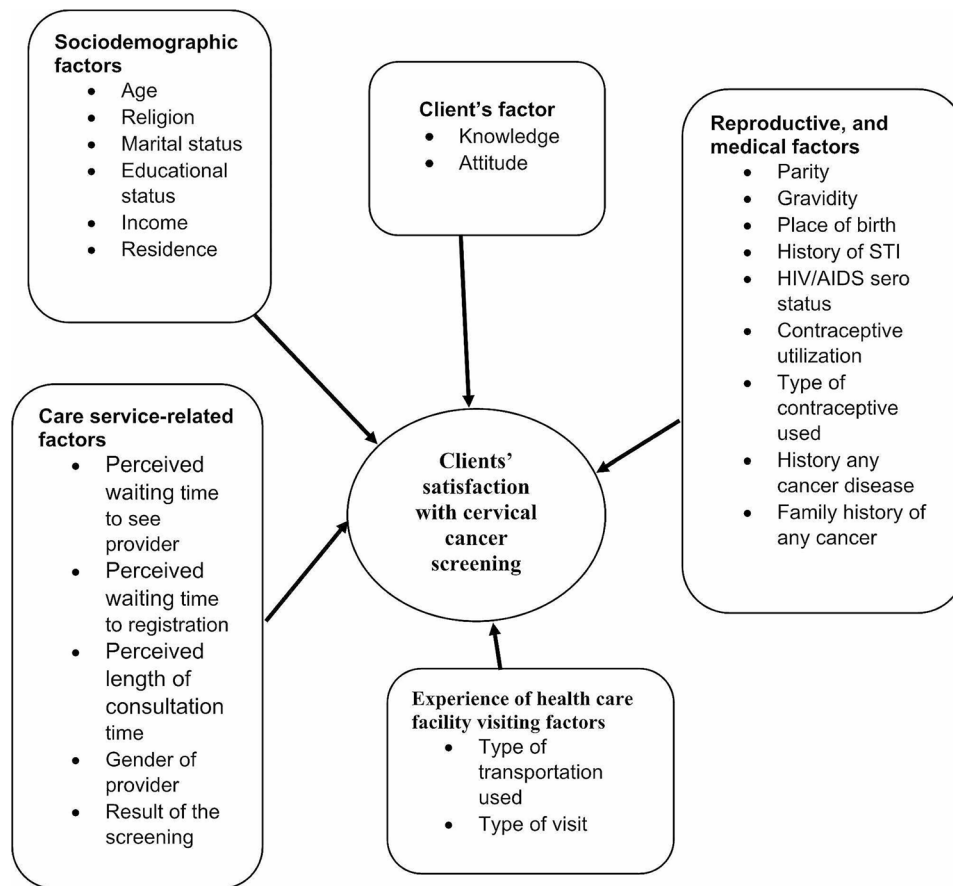 Sociodemographic
factors
• Age
• Religion
• Marital status
• Educational
status
• Income
• Residence
Client's factor
• Knowledge
• Attitude
Reproductive, and
medical factors
• Parity
• Gravidity
• Place of birth
• History of STI
• HIV/AIDS sero
status
• Contraceptive
utilization
• Type of
contraceptive
used
• History any
cancer disease
• Family history of
any cancer
Care service-related
factors
• Perceived
waiting time
to see
provider
• Perceived
waiting time
to registration
• Perceived
length of
consultation
time
• Gender of
provider
• Result of the
screening
Clients’
satisfaction
with cervical
cancer
screening
Experience of health care
facility visiting factors
• Type of
transportation
used
• Type of visit